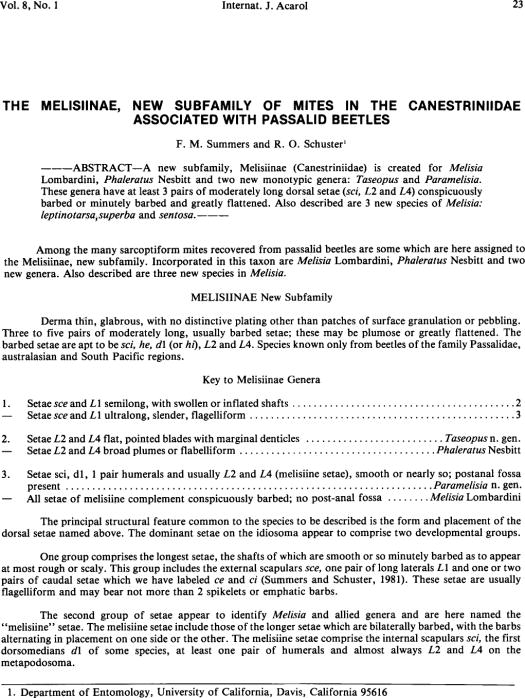 Vol. 8, No. 1 Internat. J. Acarol 23
THE MELISIINAE, NEW SUBFAMILY OF MITES IN THE CANESTRINIIDAE
ASSOCIATED WITH PASSALID BEETLES
F. M. Summers and R. O. Schuster¹
———ABSTRACT—A new subfamily, Melisiinae (Canestriniidae) is created for Melisia
Lombardini, Phaleratus Nesbitt and two new monotypic genera: Taseopus and Paramelisia.
These genera have at least 3 pairs of moderately long dorsal setae (sci, L2 and L4) conspicuously
barbed or minutely barbed and greatly flattened. Also described are 3 new species of Melisia:
leptinotarsa, superba and sentosa.———
Among the many sarcoptiform mites recovered from passalid beetles are some which are here assigned to
the Melisiinae, new subfamily. Incorporated in this taxon are Melisia Lombardini, Phaleratus Nesbitt and two
new genera. Also described are three new species in Melisia.
MELISIINAE New Subfamily
Derma thin, glabrous, with no distinctive plating other than patches of surface granulation or pebbling.
Three to five pairs of moderately long, usually barbed setae; these may be plumose or greatly flattened. The
barbed setae are apt to be sci, he, d1 (or hi), L2 and L4. Species known only from beetles of the family Passalidae,
australasian and South Pacific regions.
Key to Melisiinae Genera
1. Setae sce and L1 semilong, with swollen or inflated shafts ........................................2
— Setae sce and L1 ultralong, slender, flagelliform ........................................3
2. Setae L2 and L4 flat, pointed blades with marginal denticles ........................Taseopus n. gen.
— Setae L2 and L4 broad plumes or flabelliform ........................Phaleratus Nesbitt
3. Setae sci, d1, 1 pair humerals and usually L2 and L4 (melisiine setae), smooth or nearly so; postanal fossa
present ........................................Paramelisia n. gen.
— All setae of melisiine complement conspicuously barbed; no post-anal fossa ........Melisia Lombardini
The principal structural feature common to the species to be described is the form and placement of the
dorsal setae named above. The dominant setae on the idiosoma appear to comprise two developmental groups.
One group comprises the longest setae, the shafts of which are smooth or so minutely barbed as to appear
at most rough or scaly. This group includes the external scapulars sce, one pair of long laterals L1 and one or two
pairs of caudal setae which we have labeled ce and ci (Summers and Schuster, 1981). These setae are usually
flagelliform and may bear not more than 2 spikelets or emphatic barbs.
The second group of setae appear to identify Melisia and allied genera and are here named the
"melisiine" setae. The melisiine setae include those of the longer setae which are bilaterally barbed, with the barbs
alternating in placement on one side or the other. The melisiine setae comprise the internal scapulars sci, the first
dorsomedians d1 of some species, at least one pair of humerals and almost always L2 and L4 on the
metapodosoma.
1. Department of Entomology, University of California, Davis, California 95616